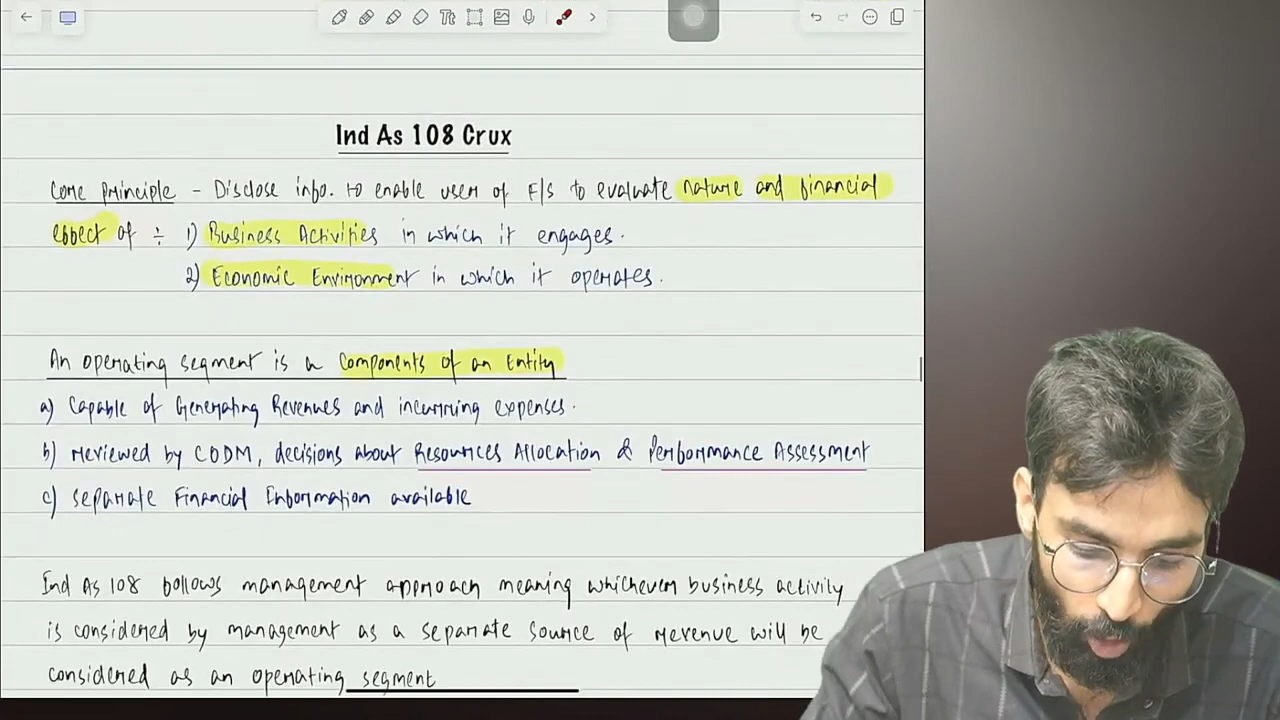 Tt
Ind As 108 Crux
Core principle - Disclose info. to enable user of F/s to evaluate nature and financial
effect of ÷ 1) Business Activities in which it engages.
2) Economic Environment in which it operates.
An operating segment is a Components of an Entity
a) Capable of Generating Revenues and incurring expenses.
b) reviewed by CODM, decisions about Resources Allocation & Performance Assessment
c) separate Financial Information available
Ind As 108 follows management approach meaning whichever business activity
is considered by management as a separate source of revenue will be
considered as an operating segment